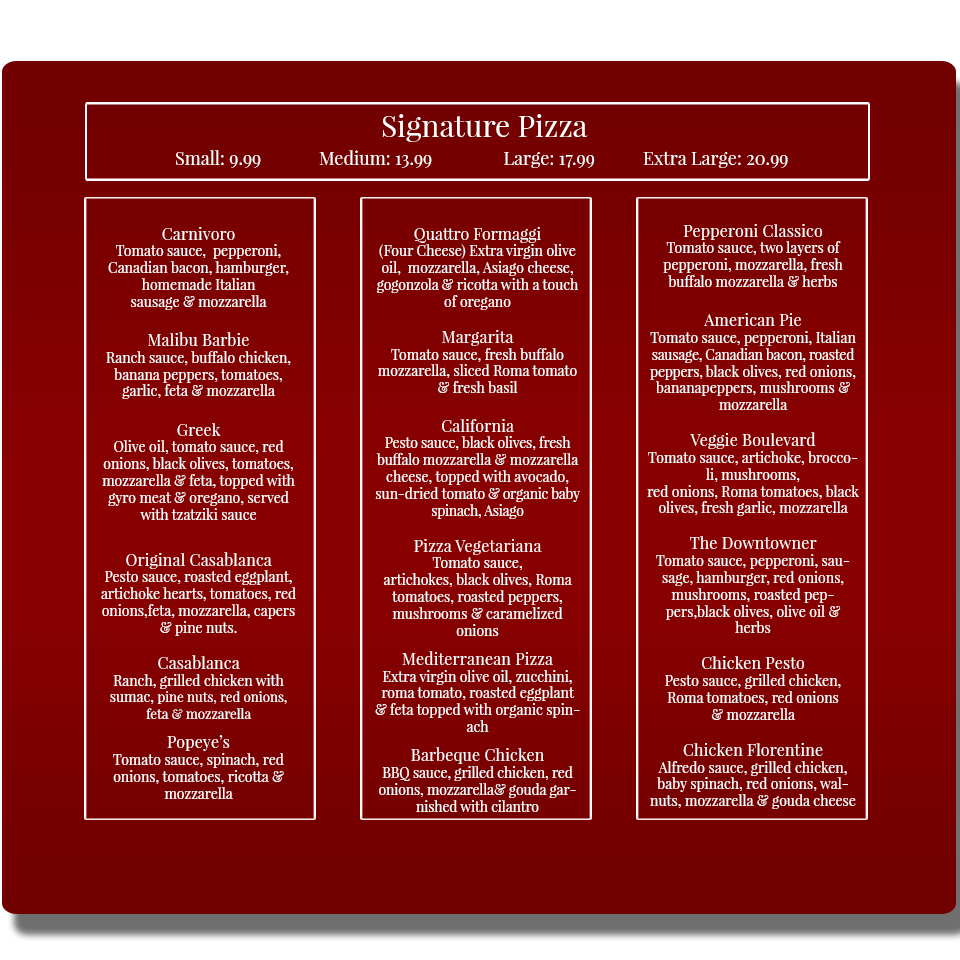 Signature Pizza
Small: 9.99 Medium: 13.99 Large: 17.99 Extra Large: 20.99
Carnivoro
Tomato sauce, pepperoni,
Canadian bacon, hamburger,
homemade Italian
sausage & mozzarella
Malibu Barbie
Ranch sauce, buffalo chicken,
banana peppers, tomatoes,
garlic, feta & mozzarella
Greek
Olive oil, tomato sauce, red
onions, black olives, tomatoes,
mozzarella & feta, topped with
gyro meat & oregano, served
with tzatziki sauce
Original Casablanca
Pesto sauce, roasted eggplant,
artichoke hearts, tomatoes, red
onions,feta, mozzarella, capers
& pine nuts.
Casablanca
Ranch, grilled chicken with
sumac, pine nuts, red onions,
feta & mozzarella
Popeye’s
Tomato sauce, spinach, red
onions, tomatoes, ricotta &
mozzarella
Quattro Formaggi
(Four Cheese) Extra virgin olive
oil, mozzarella, Asiago cheese,
gogonzola & ricotta with a touch
of oregano
Margarita
Tomato sauce, fresh buffalo
mozzarella, sliced Roma tomato
& fresh basil
California
Pesto sauce, black olives, fresh
buffalo mozzarella & mozzarella
cheese, topped with avocado,
sun-dried tomato & organic baby
spinach, Asiago
Pizza Vegetariana
Tomato sauce,
artichokes, black olives, Roma
tomatoes, roasted peppers,
mushrooms & caramelized
onions
Mediterranean Pizza
Extra virgin olive oil, zucchini,
roma tomato, roasted eggplant
& feta topped with organic spin-
ach
Barbeque Chicken
BBQ sauce, grilled chicken, red
onions, mozzarella& gouda gar-
nished with cilantro
Pepperoni Classico
Tomato sauce, two layers of
pepperoni, mozzarella, fresh
buffalo mozzarella & herbs
American Pie
Tomato sauce, pepperoni, Italian
sausage, Canadian bacon, roasted
peppers, black olives, red onions,
bananapeppers, mushrooms &
mozzarella
Veggie Boulevard
Tomato sauce, artichoke, brocco-
li, mushrooms,
red onions, Roma tomatoes, black
olives, fresh garlic, mozzarella
The Downtowner
Tomato sauce, pepperoni, sau-
sage, hamburger, red onions,
mushrooms, roasted pep-
pers,black olives, olive oil &
herbs
Chicken Pesto
Pesto sauce, grilled chicken,
Roma tomatoes, red onions
& mozzarella
Chicken Florentine
Alfredo sauce, grilled chicken,
baby spinach, red onions, wal-
nuts, mozzarella & gouda cheese